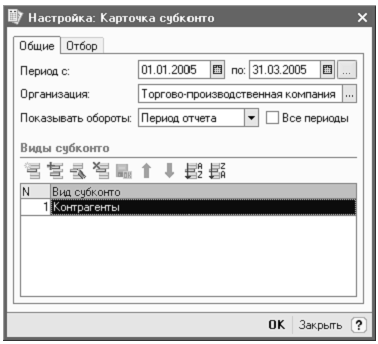 Настройка: Карточка субконто
Общие Отбор
Период с: 01.01.2005 по: 31.03.2005 ...
Организация: Торгово-производственная компания ...
Показывать обороты: Период отчета Все периоды
Виды субконто
N Вид субконто
1 Контрагенты
OK Закрыть ?